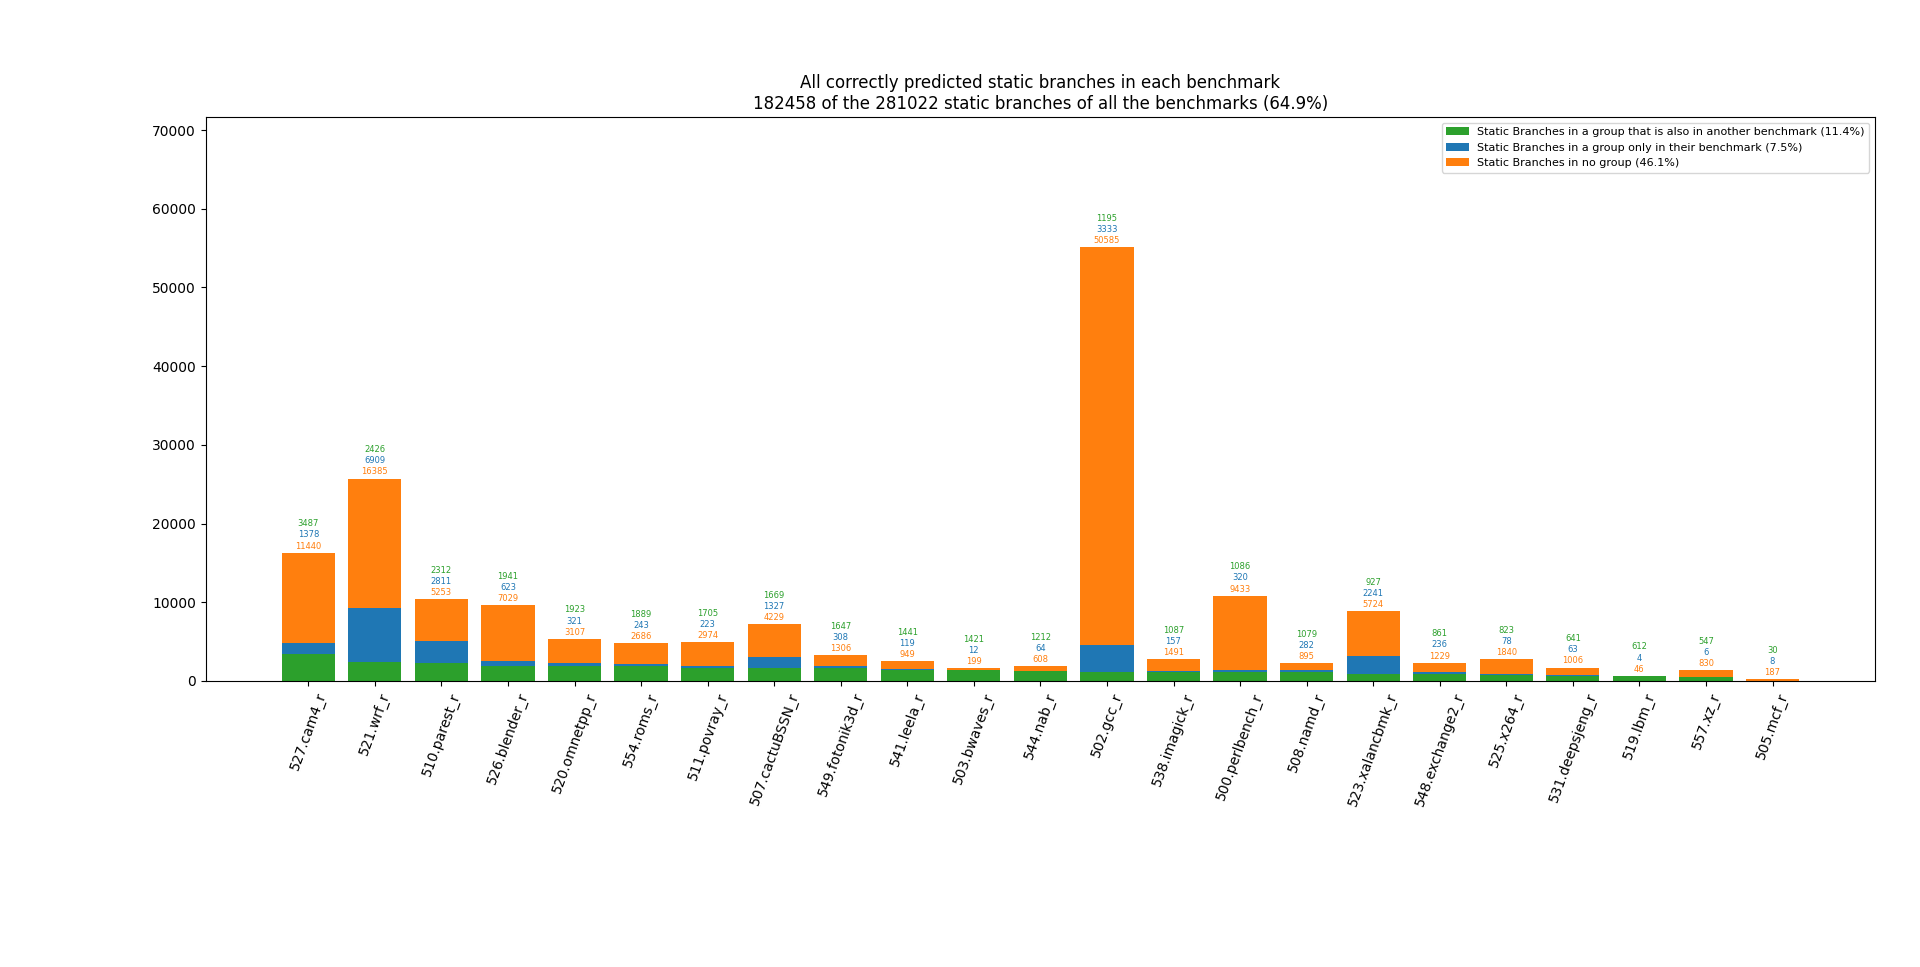 All correctly predicted static branches in each benchmark
182458 of the 281022 static branches of all the benchmarks (64.9%)
Static Branches in a group that is also in another benchmark (11.4%)
Static Branches in a group only in their benchmark (7.5%)
Static Branches in no group (46.1%)
70000
60000
50000
40000
30000
20000
10000
0
3487
1378
11440
2426
6909
16385
2312
2811
5253
1941
623
7029
1923
321
3107
1889
243
2686
1705
223
2974
1669
1327
4229
1647
308
1306
1441
119
949
1421
12
199
1212
64
608
1195
3333
50585
1087
157
1491
1086
320
9433
1079
282
895
927
2241
5724
861
236
1229
823
78
1840
641
63
1006
612
4
46
547
6
830
30
8
187
527.cam4_r
521.wrf_r
510.parest_r
526.blender_r
520.omnetpp_r
554.roms_r
511.povray_r
507.cactuBSSN_r
549.fotonik3d_r
541.leela_r
503.bwaves_r
544.nab_r
502.gcc_r
538.imagick_r
500.perlbench_r
508.namd_r
523.xalancbmk_r
548.exchange2_r
525.x264_r
531.deepsjeng_r
519.lbm_r
557.xz_r
505.mcf_r